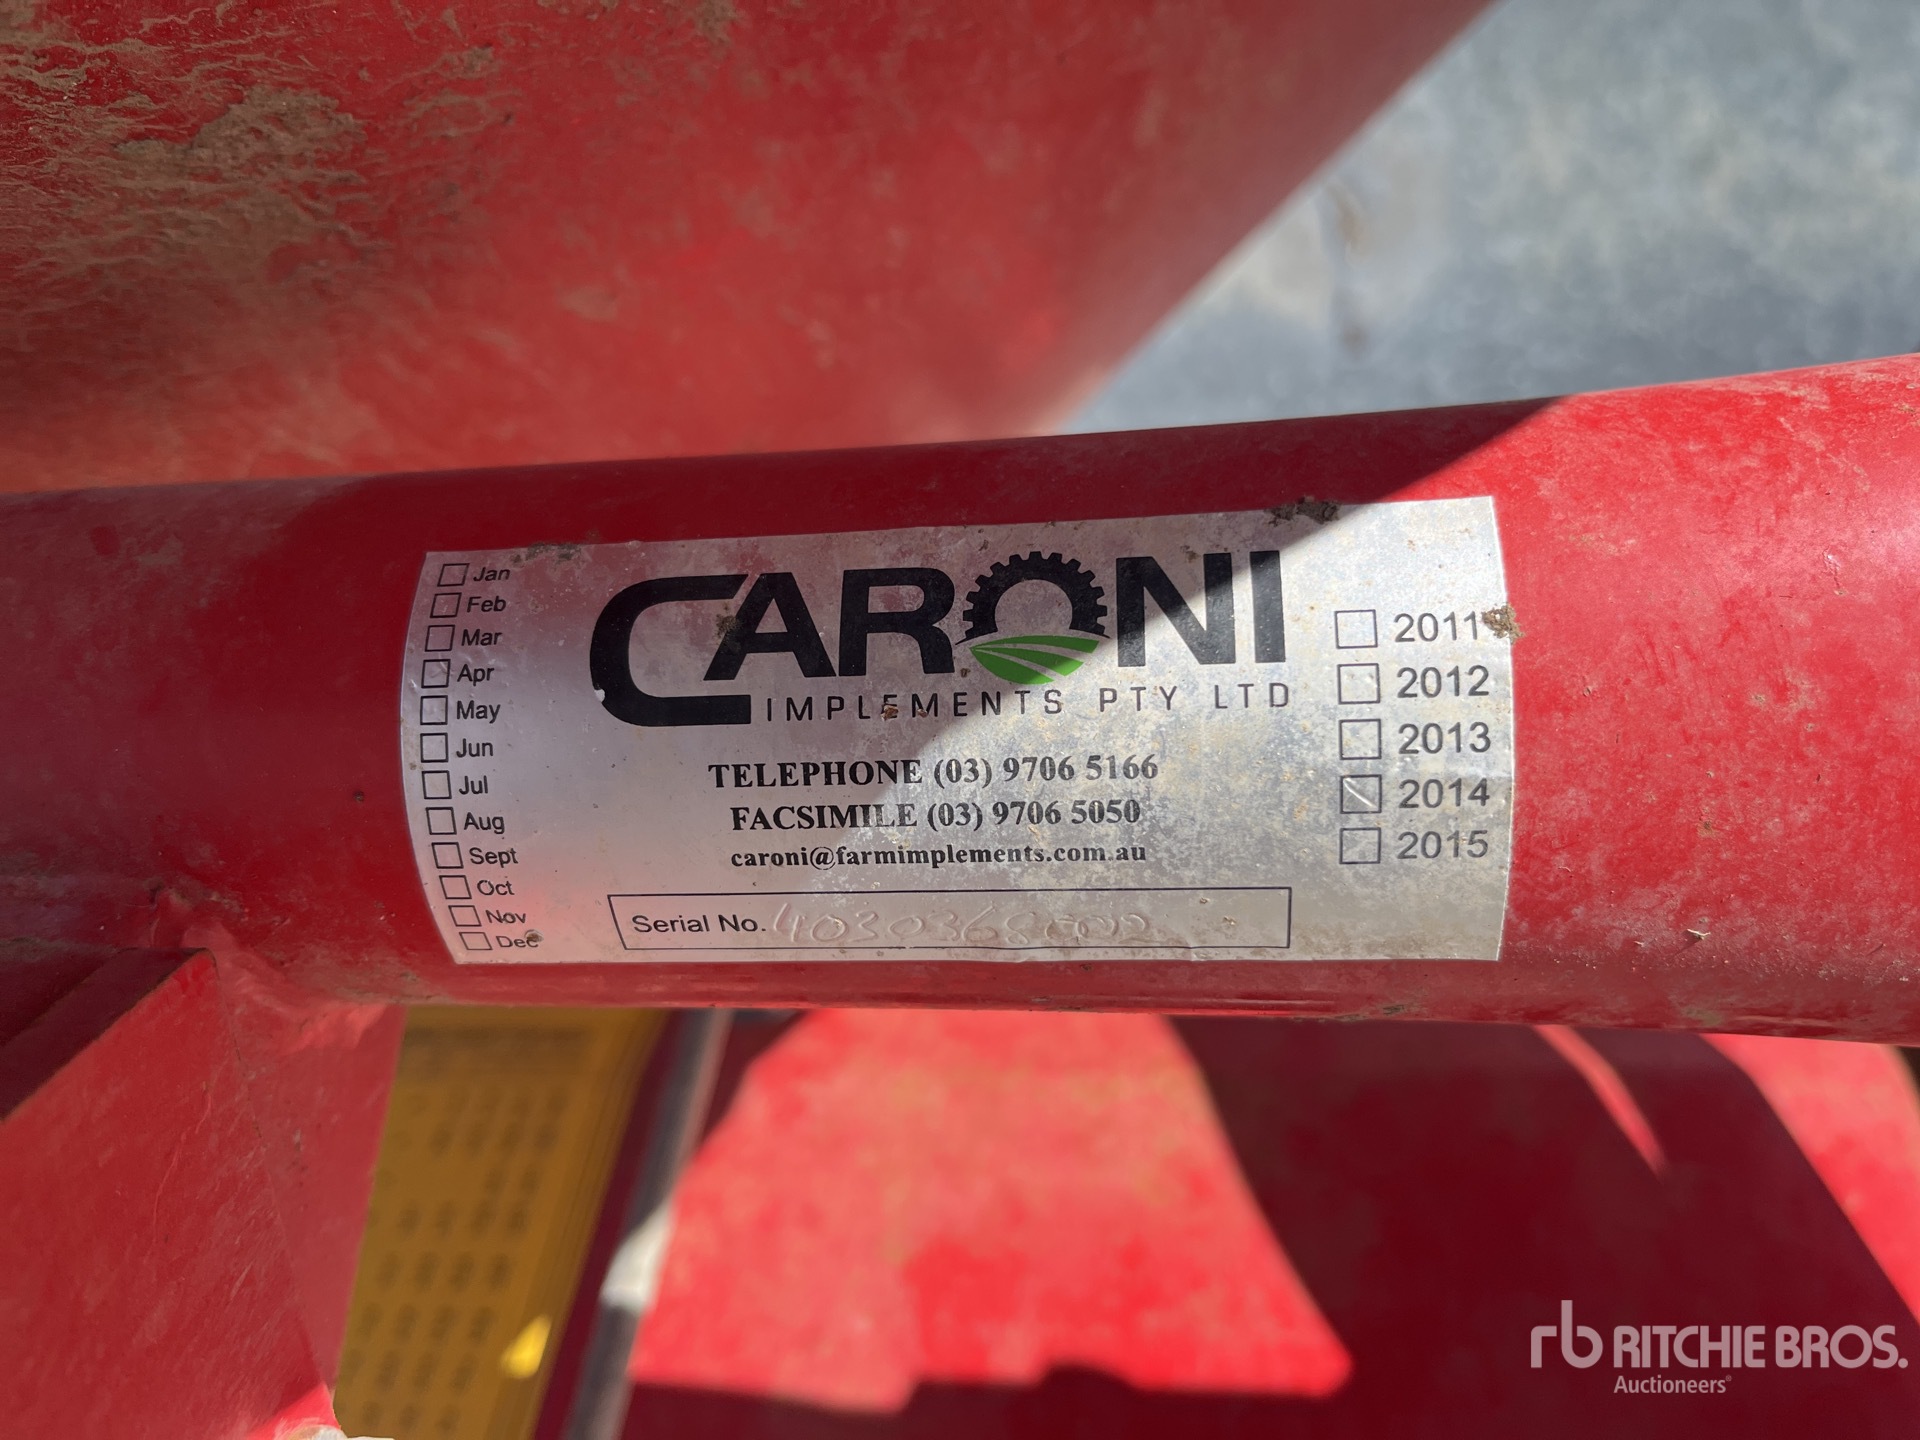 Jan
Feb
Mar
Apr
May
Jun
Jul
Aug
Sept
Oct
Nov
Dec
CARONI
IMPLEMENTS PTY LTD
TELEPHONE (03) 9706 5166
FACSIMILE (03) 9706 5050
caroni@farmimplements.com.au
Serial No.
2011
2012
2013
2014
2015
rb RITCHIE BROS.
Auctioneers®